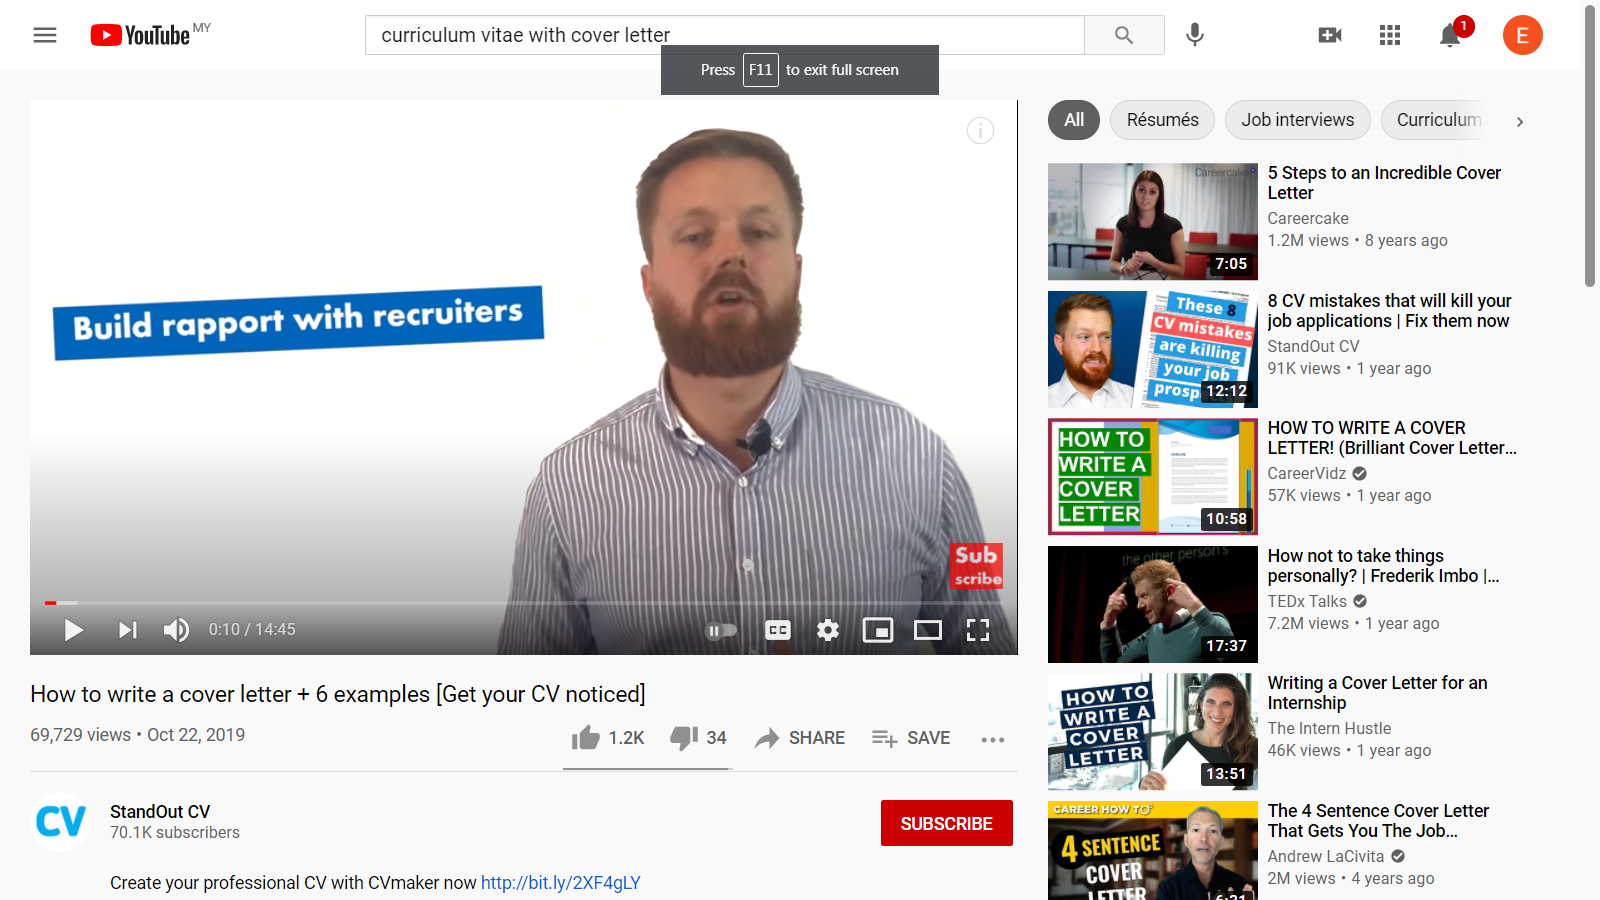 YouTube MY
curriculum vitae with cover letter
1
E
Press F11 to exit full screen
Build rapport with recruiters
Sub
scribe
0:10 / 14:45
CC
How to write a cover letter + 6 examples [Get your CV noticed]
69,729 views • Oct 22, 2019
1.2K
34
SHARE
SAVE
CV
StandOut CV
70.1K subscribers
SUBSCRIBE
Create your professional CV with CVmaker now http://bit.ly/2XF4gLY
All
Résumés
Job interviews
Curriculum
Careercake
7:05
5 Steps to an Incredible Cover
Letter
Careercake
1.2M views • 8 years ago
These 8
CV mistakes
are killing
your job
12:12
8 CV mistakes that will kill your
job applications | Fix them now
StandOut CV
91K views • 1 year ago
HOW TO
WRITE A
COVER
LETTER
10:58
HOW TO WRITE A COVER
LETTER! (Brilliant Cover Letter...
CareerVidz
57K views • 1 year ago
the other person's
17:37
How not to take things
personally? | Frederik Imbo |...
TEDx Talks
7.2M views • 1 year ago
HOW TO
WRITE A
COVER
LETTER
13:51
Writing a Cover Letter for an
Internship
The Intern Hustle
46K views • 1 year ago
CAREER HOW TO
4 SENTENCE
COVER
LETTER
6:31
The 4 Sentence Cover Letter
That Gets You The Job...
Andrew LaCivita
2M views • 4 years ago